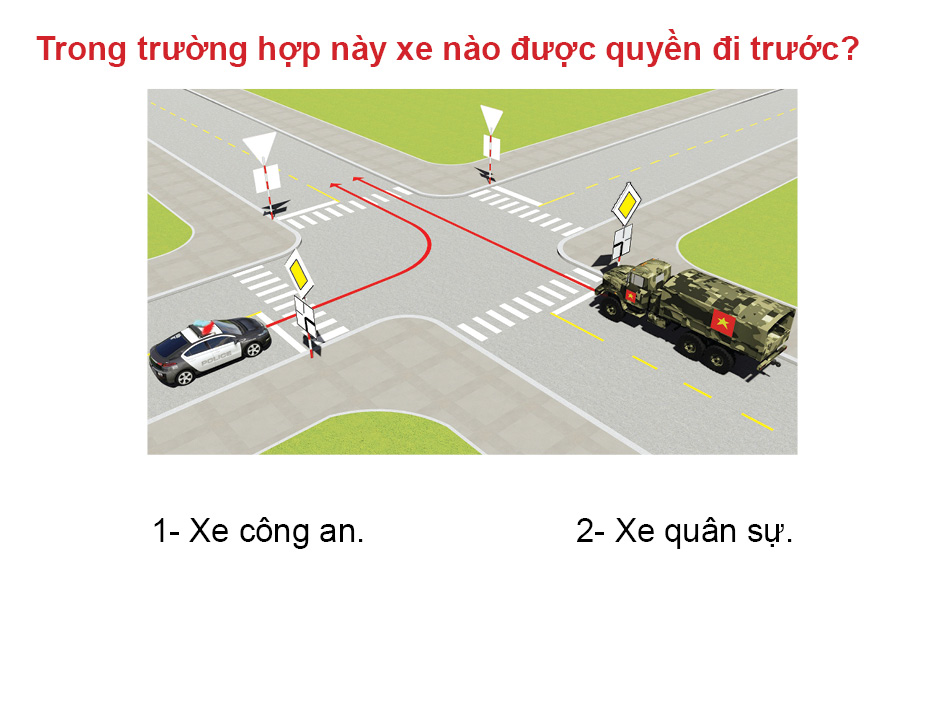 Trong trường hợp này xe nào được quyền đi trước?
POLICE
1- Xe công an.
2- Xe quân sự.